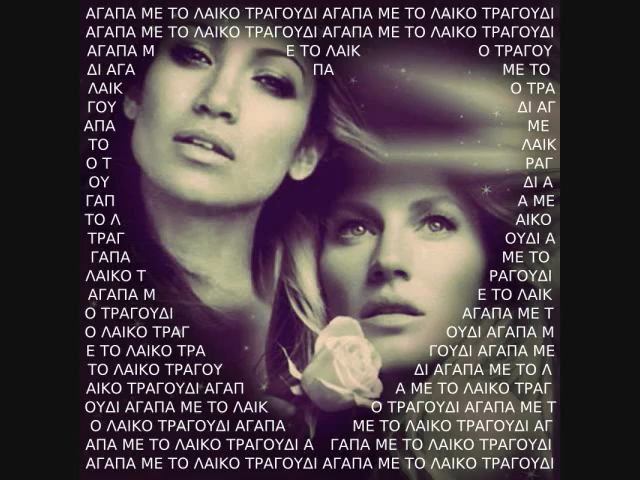 ΑΓΑΠΑ ΜΕ ΤΟ ΛΑΙΚΟ ΤΡΑΓΟΥΔΙ ΑΓΑΠΑ ΜΕ ΤΟ ΛΑΙΚΟ ΤΡΑΓΟΥΔΙ
ΑΓΑΠΑ ΜΕ ΤΟ ΛΑΙΚΟ ΤΡΑΓΟΥΔΙ ΑΓΑΠΑ ΜΕ ΤΟ ΛΑΙΚΟ ΤΡΑΓΟΥΔΙ
ΑΓΑΠΑ Μ Ε ΤΟ ΛΑΙΚ Ο ΤΡΑΓΟΥ
ΔΙ ΑΓΑ ΠΑ ΜΕ ΤΟ
ΛΑΙΚ Ο ΤΡΑ
ΓΟΥ ΔΙ ΑΓ
ΑΠΑ ΜΕ
ΤΟ ΛΑΙΚ
Ο Τ ΡΑΓ
ΟΥ ΔΙ Α
ΓΑΠ Α ΜΕ
ΤΟ Λ ΑΙΚΟ
ΤΡΑΓ ΟΥΔΙ Α
ΓΑΠΑ ΜΕ ΤΟ
ΛΑΙΚΟ Τ ΡΑΓΟΥΔΙ
ΑΓΑΠΑ Μ Ε ΤΟ ΛΑΙΚ
Ο ΤΡΑΓΟΥΔΙ ΑΓΑΠΑ ΜΕ Τ
Ο ΛΑΙΚΟ ΤΡΑΓ ΟΥΔΙ ΑΓΑΠΑ Μ
Ε ΤΟ ΛΑΙΚΟ ΤΡΑ ΓΟΥΔΙ ΑΓΑΠΑ ΜΕ
ΤΟ ΛΑΙΚΟ ΤΡΑΓΟΥ ΔΙ ΑΓΑΠΑ ΜΕ ΤΟ Λ
ΑΙΚΟ ΤΡΑΓΟΥΔΙ ΑΓΑΠ Α ΜΕ ΤΟ ΛΑΙΚΟ ΤΡΑΓ
ΟΥΔΙ ΑΓΑΠΑ ΜΕ ΤΟ ΛΑΙΚ Ο ΤΡΑΓΟΥΔΙ ΑΓΑΠΑ ΜΕ Τ
Ο ΛΑΙΚΟ ΤΡΑΓΟΥΔΙ ΑΓΑΠΑ ΜΕ ΤΟ ΛΑΙΚΟ ΤΡΑΓΟΥΔΙ ΑΓ
ΑΠΑ ΜΕ ΤΟ ΛΑΙΚΟ ΤΡΑΓΟΥΔΙ Α ΓΑΠΑ ΜΕ ΤΟ ΛΑΙΚΟ ΤΡΑΓΟΥΔΙ
ΑΓΑΠΑ ΜΕ ΤΟ ΛΑΙΚΟ ΤΡΑΓΟΥΔΙ ΑΓΑΠΑ ΜΕ ΤΟ ΛΑΙΚΟ ΤΡΑΓΟΥΔΙ